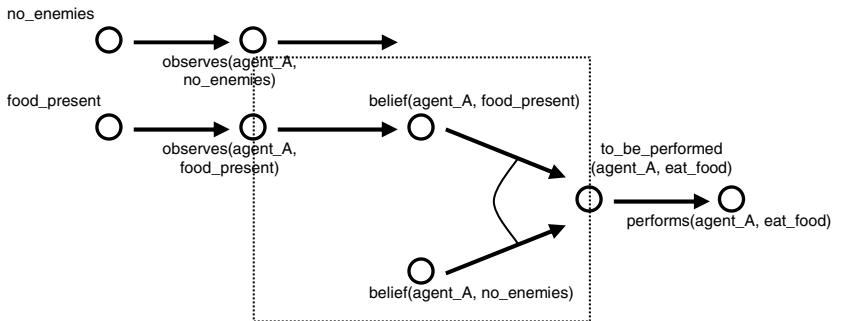 no_enemies
observes(agent_A,
no_enemies)
food_present
belief(agent_A, food_present)
observes(agent_A,
food_present)
to_be_performed
(agent_A, eat_food)
performs(agent_A, eat_food)
belief(agent_A, no_enemies)